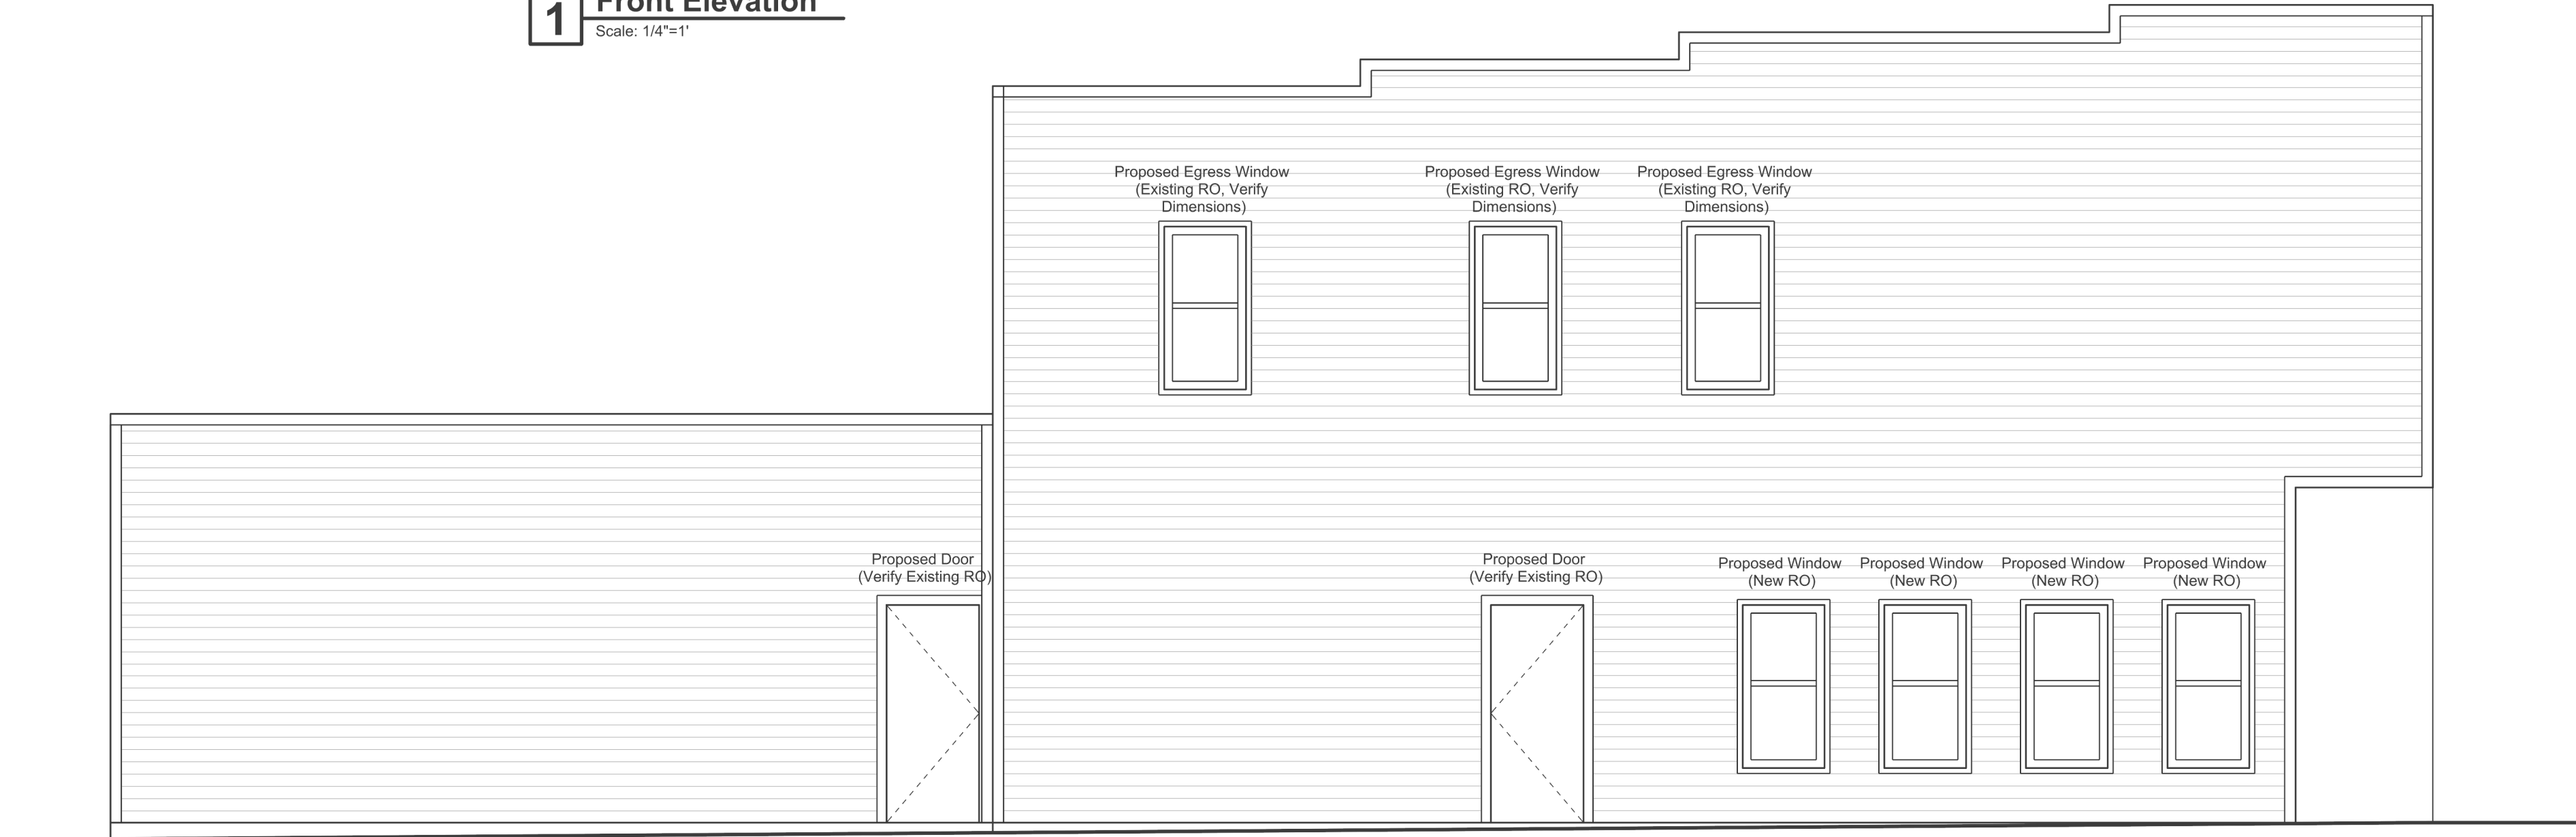 1
Front Elevation
Scale: 1/4"=1'
Proposed Egress Window
(Existing RO, Verify
Dimensions)
Proposed Egress Window
(Existing RO, Verify
Dimensions)
Proposed Egress Window
(Existing RO, Verify
Dimensions)
Proposed Door
(Verify Existing RO)
Proposed Door
(Verify Existing RO)
Proposed Window
(New RO)
Proposed Window
(New RO)
Proposed Window
(New RO)
Proposed Window
(New RO)